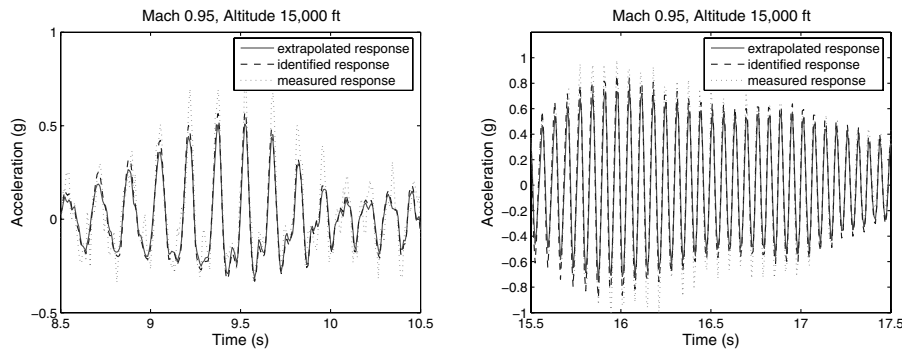 Mach 0.95, Altitude 15,000 ft
extrapolated response
identified response
measured response
1
0.5
0
−0.5
8.5 9 9.5 10 10.5
Acceleration (g)
Time (s)
Mach 0.95, Altitude 15,000 ft
extrapolated response
identified response
measured response
1.2
1
0.8
0.6
0.4
0.2
0
−0.2
−0.4
−0.6
−0.8
−1
15.5 16 16.5 17 17.5
Acceleration (g)
Time (s)